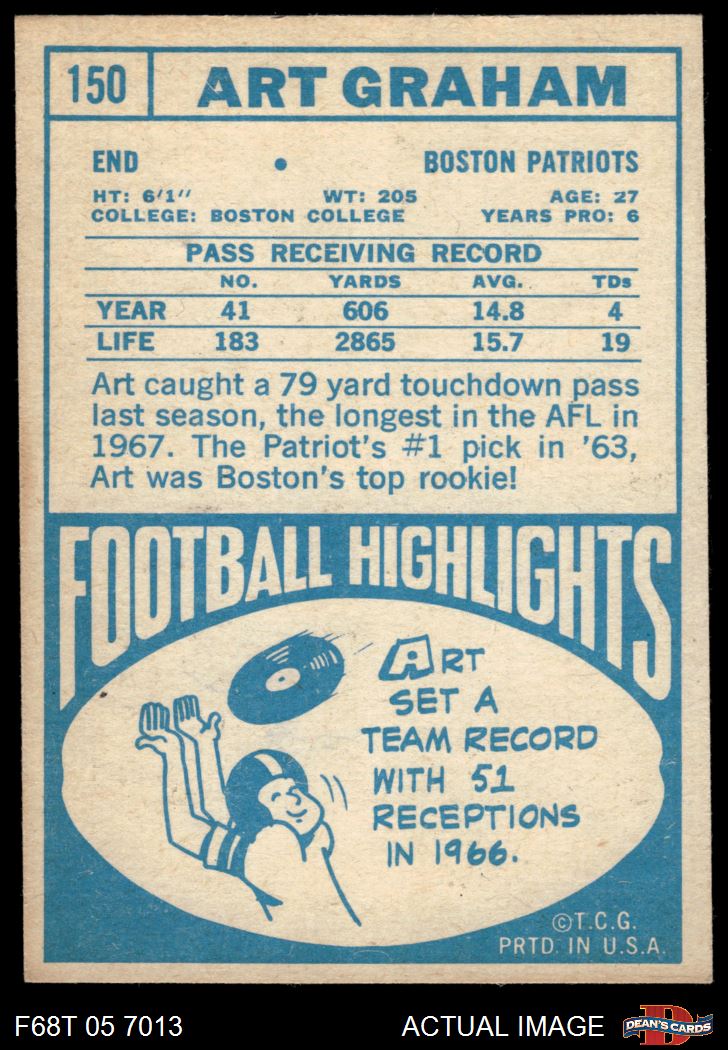 150 ART GRAHAM
END • BOSTON PATRIOTS
HT: 6'1" WT: 205 AGE: 27
COLLEGE: BOSTON COLLEGE YEARS PRO: 6
PASS RECEIVING RECORD
NO. YARDS AVG. TDs
YEAR 41 606 14.8 4
LIFE 183 2865 15.7 19
Art caught a 79 yard touchdown pass
last season, the longest in the AFL in
1967. The Patriot's #1 pick in '63,
Art was Boston's top rookie!
FOOTBALL HIGHLIGHTS
ART
SET A
TEAM RECORD
WITH 51
RECEPTIONS
IN 1966.
©T.C.G.
PRTD. IN U.S.A.
F68T 05 7013 ACTUAL IMAGE D DEAN'S CARDS